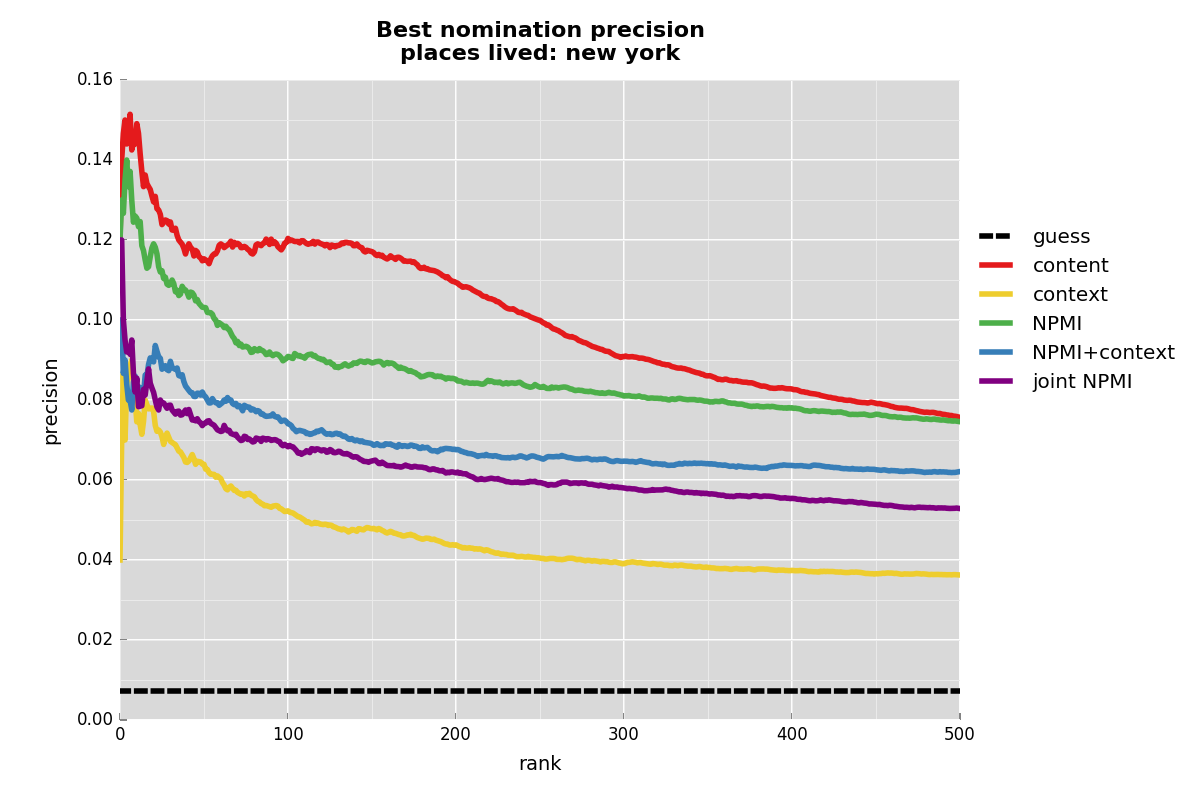 Best nomination precision
places lived: new york
precision
0.16
0.14
0.12
0.10
0.08
0.06
0.04
0.02
0.00
0
100
200
300
400
500
rank
guess
content
context
NPMI
NPMI+context
joint NPMI